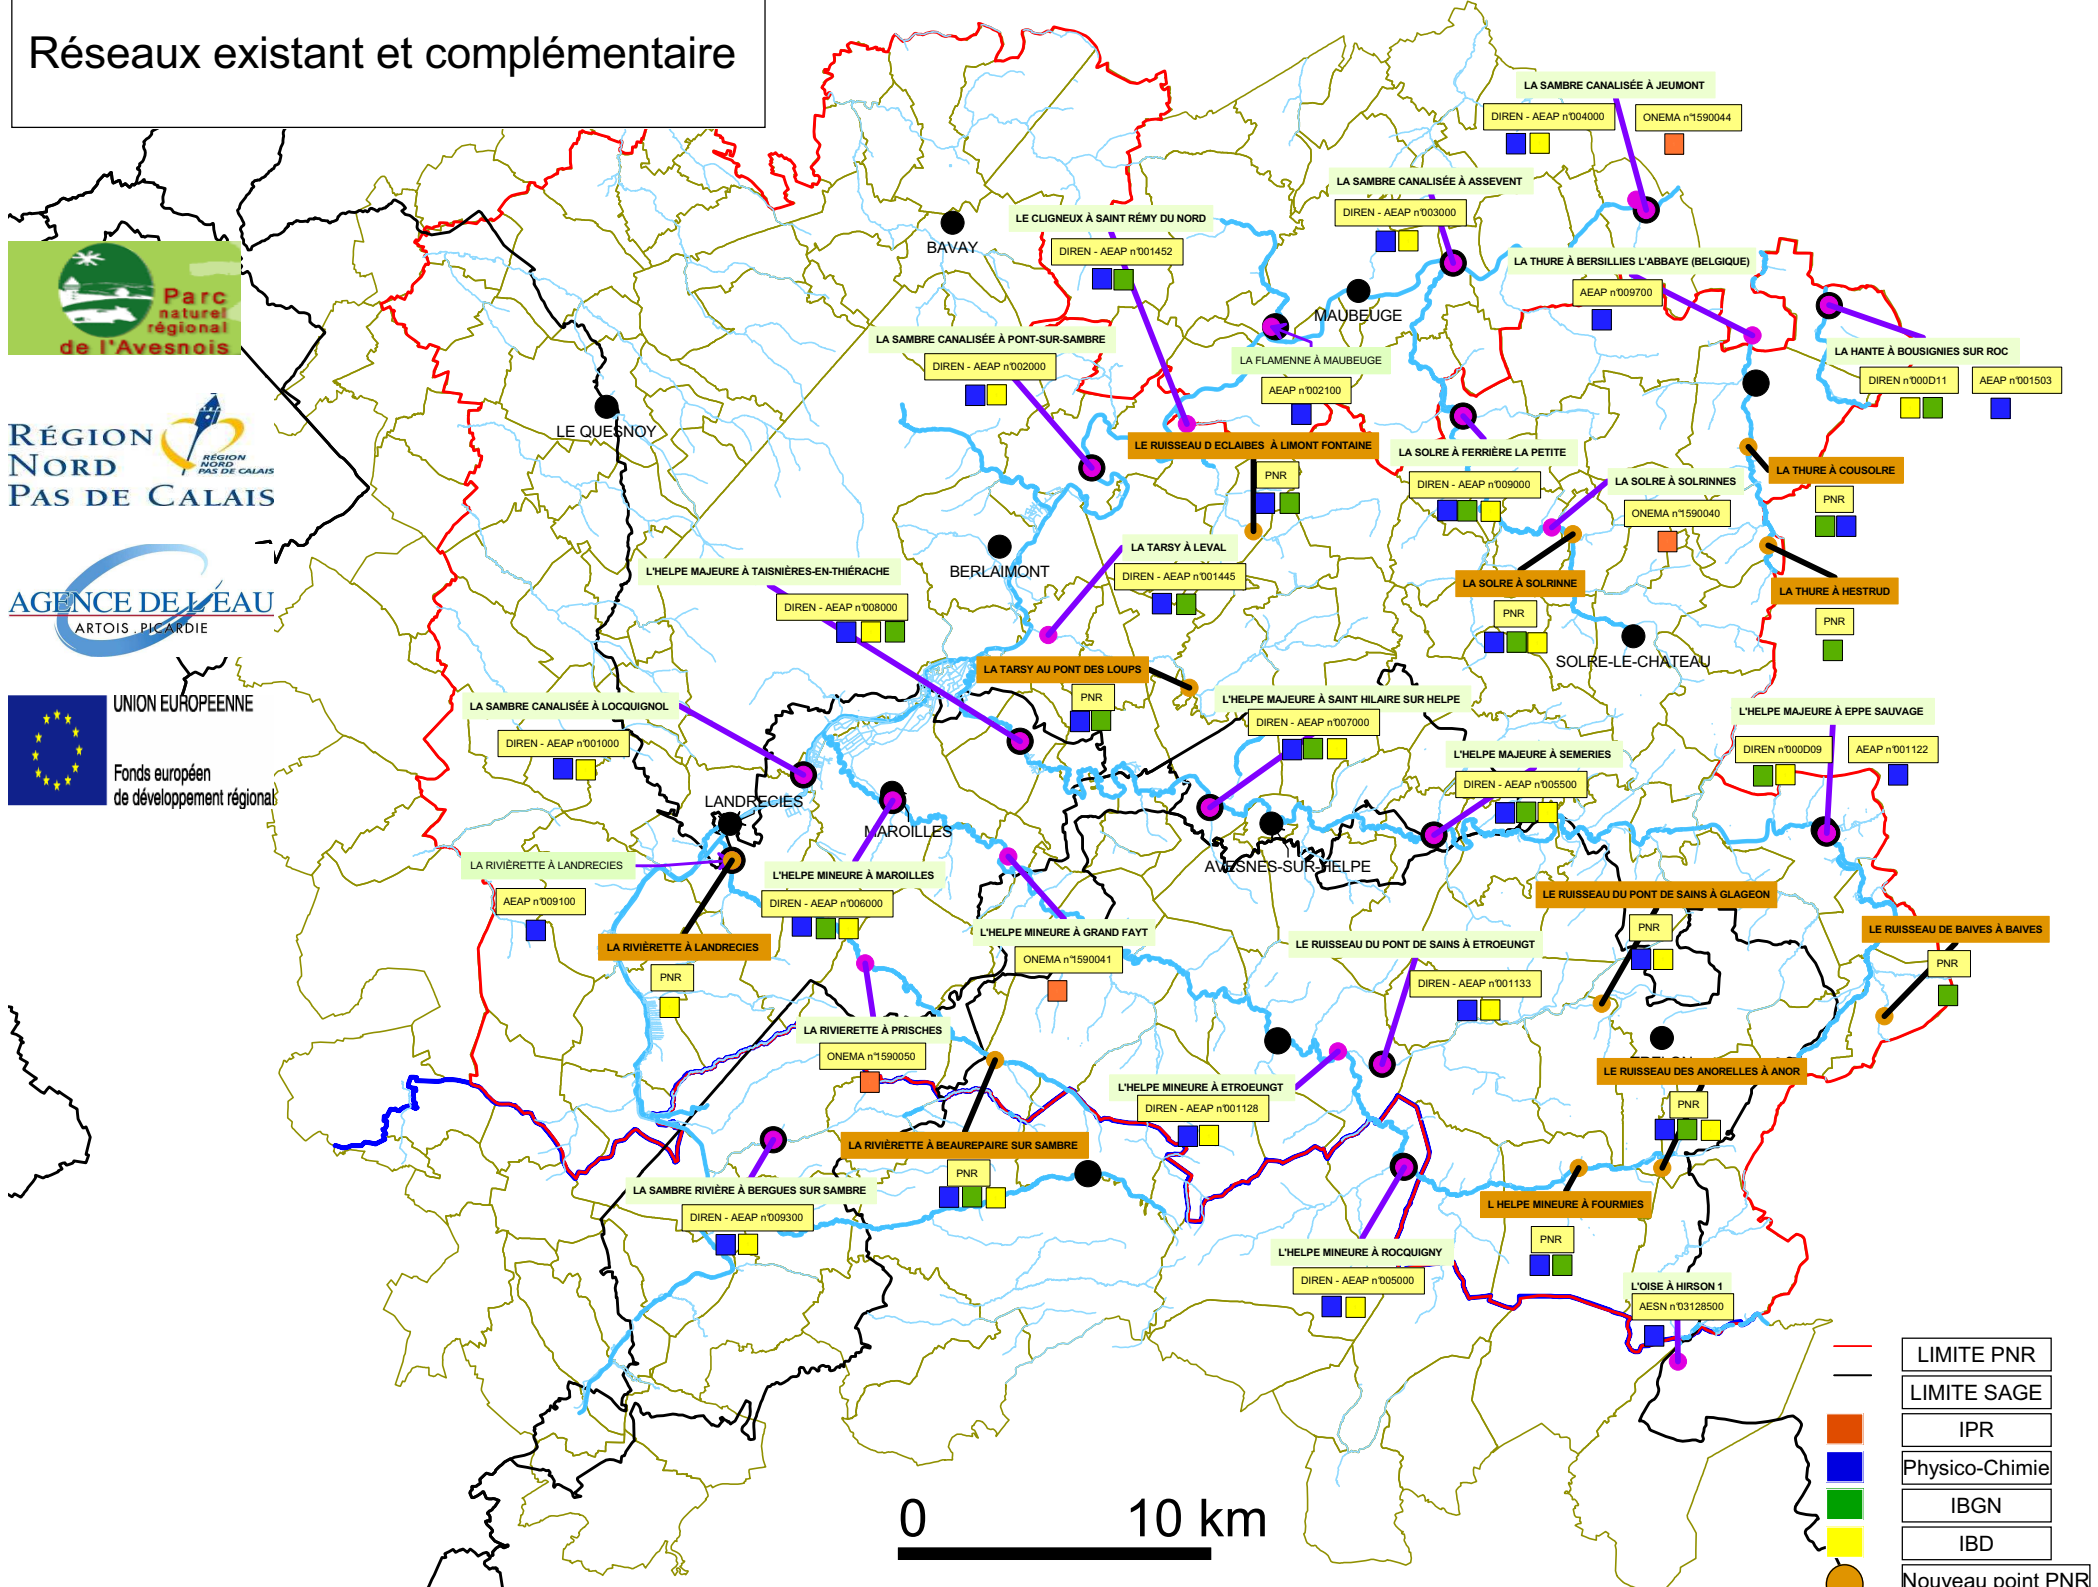 Réseaux existant et complémentaire
LA SAMBRE CANALISÉE À JEUMONT
DIREN - AEAP n°004000
ONEMA n°1590044
LA SAMBRE CANALISÉE À ASSEVENT
DIREN - AEAP n°003000
LE CLIGNEUX À SAINT RÉMY DU NORD
DIREN - AEAP n°001452
BAVAY
LA THURE À BERSILLIES L'ABBAYE (BELGIQUE)
AEAP n°009700
MAUBEUGE
Parc
naturel
régional
de l'Avesnois
LA SAMBRE CANALISÉE À PONT-SUR-SAMBRE
DIREN - AEAP n°002000
LA FLAMENNE À MAUBEUGE
AEAP n°002100
LA HANTE À BOUSIGNIES SUR ROC
DIREN n°000D11
AEAP n°001503
LE QUESNOY
RÉGION
NORD
PAS DE CALAIS
RÉGION
NORD
PAS DE CALAIS
LE RUISSEAU D ECLAIBES À LIMONT FONTAINE
PNR
LA SOLRE À FERRIÈRE LA PETITE
DIREN - AEAP n°009000
LA SOLRE À SOLRINNES
ONEMA n°1590040
LA THURE À COUSOLRE
PNR
BERLAIMONT
LA TARSY À LEVAL
DIREN - AEAP n°001445
L'HELPE MAJEURE À TAISNIÈRES-EN-THIÉRACHE
DIREN - AEAP n°008000
LA SOLRE À SOLRINNE
PNR
LA THURE À HESTRUD
PNR
AGENCE DE L'EAU
ARTOIS . PICARDIE
SOLRE-LE-CHATEAU
LA TARSY AU PONT DES LOUPS
PNR
UNION EUROPEENNE
Fonds européen
de développement régional
LA SAMBRE CANALISÉE À LOCQUIGNOL
DIREN - AEAP n°001000
L'HELPE MAJEURE À SAINT HILAIRE SUR HELPE
DIREN - AEAP n°007000
L'HELPE MAJEURE À SEMERIES
DIREN - AEAP n°005500
L'HELPE MAJEURE À EPPE SAUVAGE
DIREN n°000D09
AEAP n°001122
LANDRECIES
MAROILLES
AVESNES-SUR-HELPE
LA RIVIÈRETTE À LANDRECIES
AEAP n°009100
L'HELPE MINEURE À MAROILLES
DIREN - AEAP n°006000
LE RUISSEAU DU PONT DE SAINS À GLAGEON
PNR
LA RIVIÈRETTE À LANDRECIES
PNR
L'HELPE MINEURE À GRAND FAYT
ONEMA n°1590041
LE RUISSEAU DU PONT DE SAINS À ETROEUNGT
DIREN - AEAP n°001133
LE RUISSEAU DE BAIVES À BAIVES
PNR
LA RIVIERETTE À PRISCHES
ONEMA n°1590050
LE RUISSEAU DES ANORELLES À ANOR
PNR
L'HELPE MINEURE À ETROEUNGT
DIREN - AEAP n°001128
LA RIVIÈRETTE À BEAUREPAIRE SUR SAMBRE
PNR
LA SAMBRE RIVIÈRE À BERGUES SUR SAMBRE
DIREN - AEAP n°009300
L HELPE MINEURE À FOURMIES
PNR
L'HELPE MINEURE À ROCQUIGNY
DIREN - AEAP n°005000
L'OISE À HIRSON 1
AESN n°03128500
LIMITE PNR
LIMITE SAGE
IPR
Physico-Chimie
IBGN
IBD
Nouveau point PNR
0 10 km